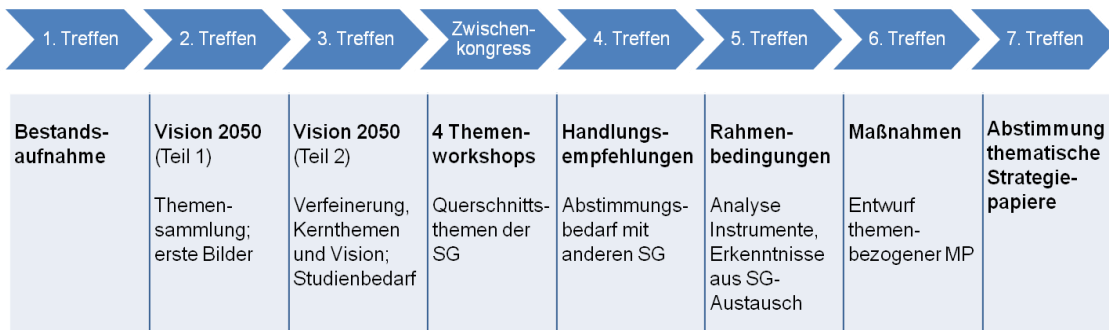 1. Treffen
2. Treffen
3. Treffen
Zwischen-
kongress
4. Treffen
5. Treffen
6. Treffen
7. Treffen
Bestands-
aufnahme
Vision 2050
(Teil 1)
Themen-
sammlung;
erste Bilder
Vision 2050
(Teil 2)
Verfeinerung,
Kernthemen
und Vision;
Studienbedarf
4 Themen-
workshops
Querschnitts-
themen der
SG
Handlungs-
empfehlungen
Abstimmungs-
bedarf mit
anderen SG
Rahmen-
bedingungen
Analyse
Instrumente,
Erkenntnisse
aus SG-
Austausch
Maßnahmen
Entwurf
themen-
bezogener MP
Abstimmung
thematische
Strategie-
papiere